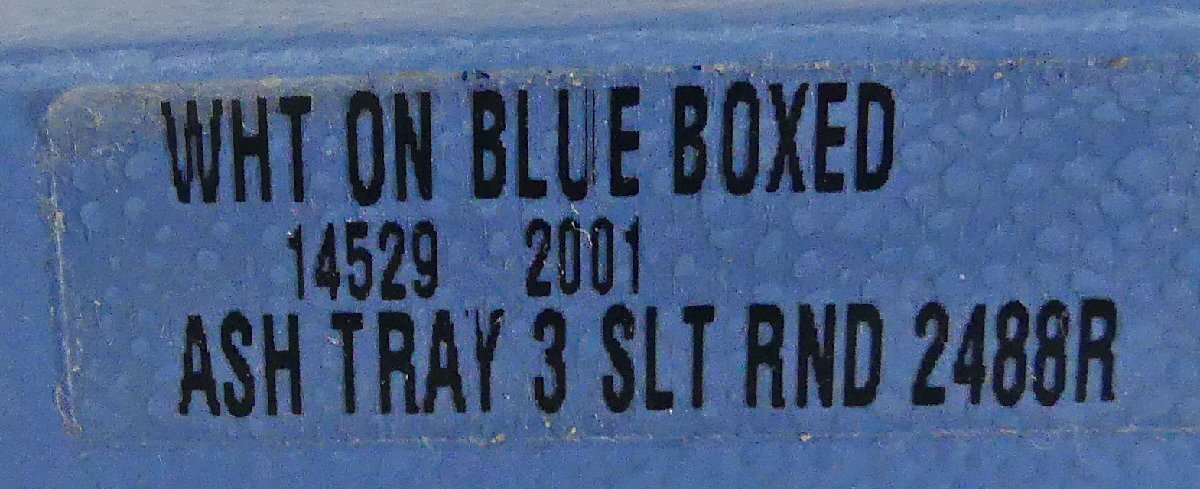 WHT ON BLUE BOXED
14529 2001
ASH TRAY 3 SLT RND 2488R